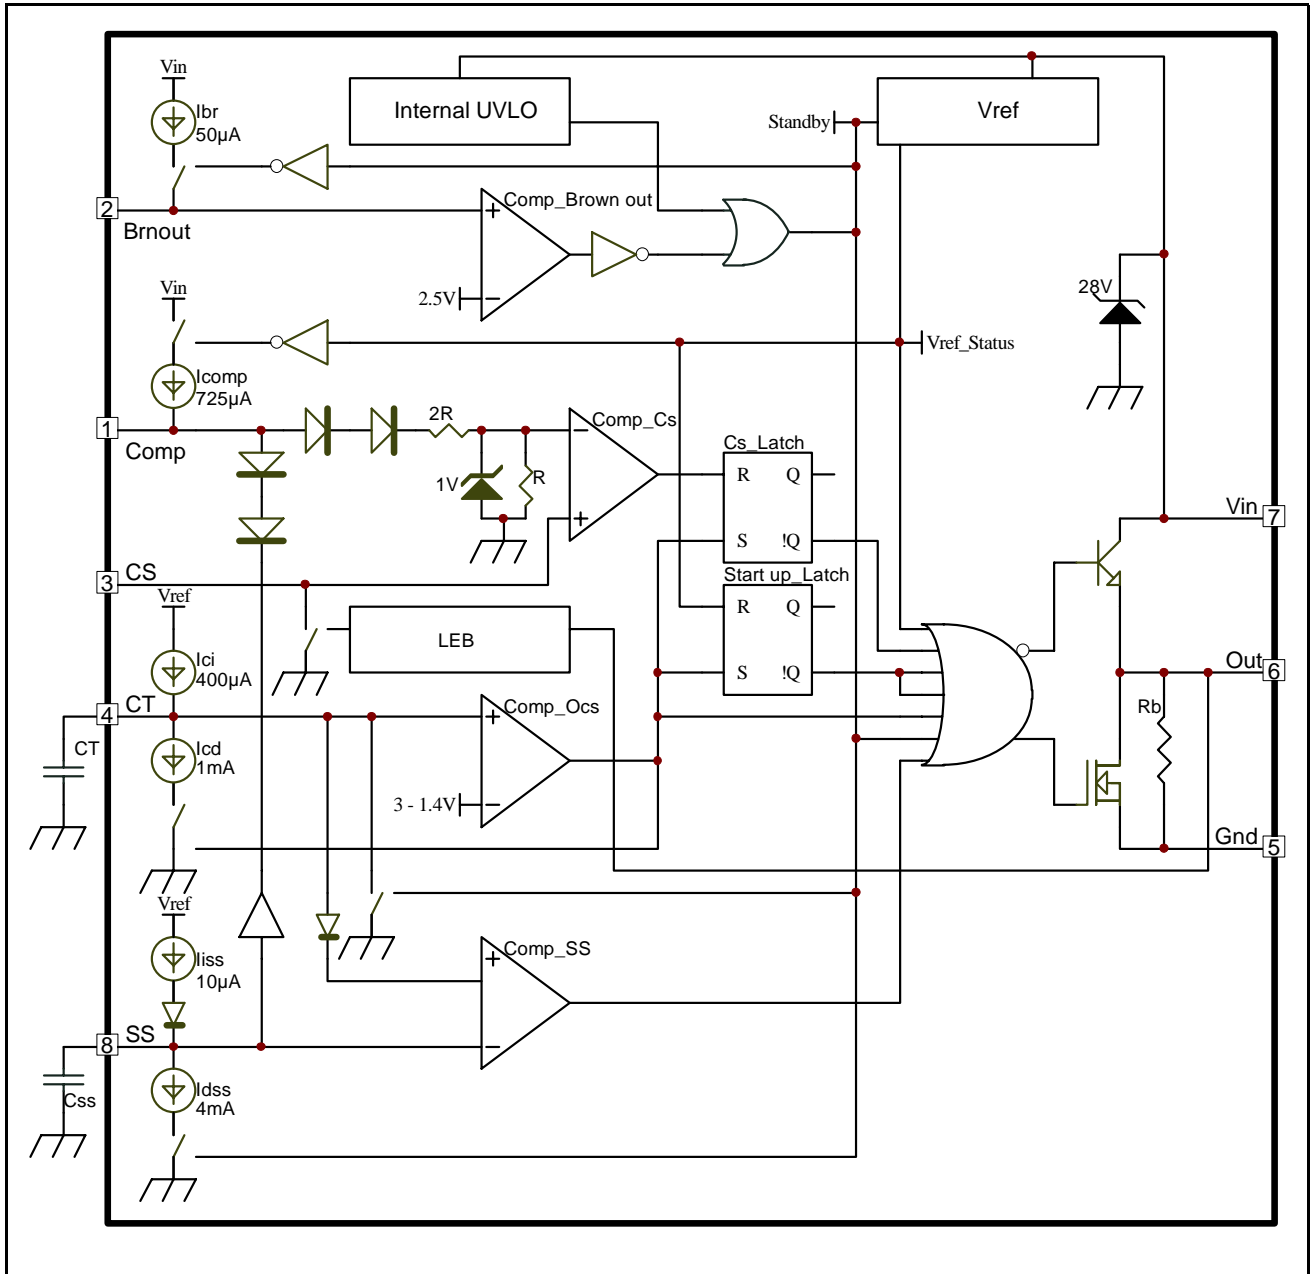 Vin
Ibr
50µA
Internal UVLO
Standby
Vref
2
Brnout
Comp_Brown out
+
2.5V
−
28V
Vin
Vref_Status
Icomp
725µA
1
Comp
2R
Comp_Cs
−
1V
R
+
Cs_Latch
R Q
S !Q
Vin
7
3
CS
Start up_Latch
R Q
S !Q
Vref
LEB
Ici
400µA
Out
6
4
CT
Comp_Ocs
+
Rb
CT
Icd
1mA
3 - 1.4V
−
Gnd
5
Vref
Iiss
10µA
Comp_SS
+
8
SS
−
Css
Idss
4mA